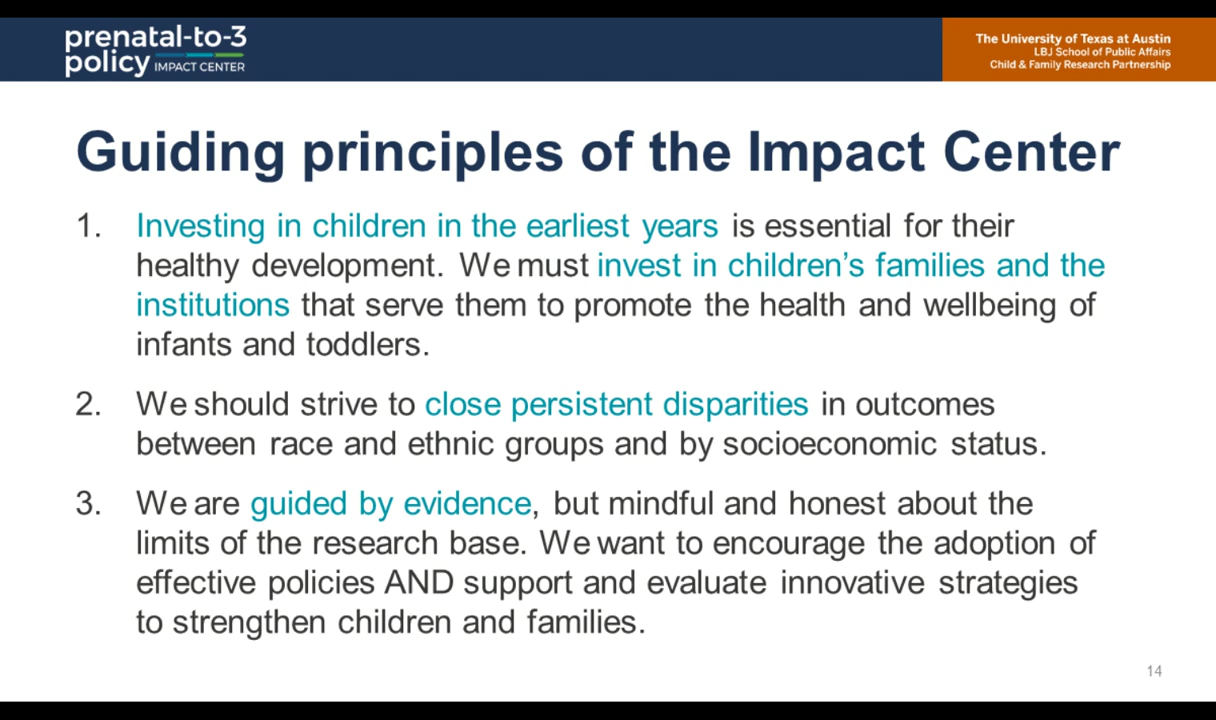 prenatal-to-3
policy IMPACT CENTER
The University of Texas at Austin
LBJ School of Public Affairs
Child & Family Research Partnership
Guiding principles of the Impact Center
1. Investing in children in the earliest years is essential for their
healthy development. We must invest in children’s families and the
institutions that serve them to promote the health and wellbeing of
infants and toddlers.
2. We should strive to close persistent disparities in outcomes
between race and ethnic groups and by socioeconomic status.
3. We are guided by evidence, but mindful and honest about the
limits of the research base. We want to encourage the adoption of
effective policies AND support and evaluate innovative strategies
to strengthen children and families.
14